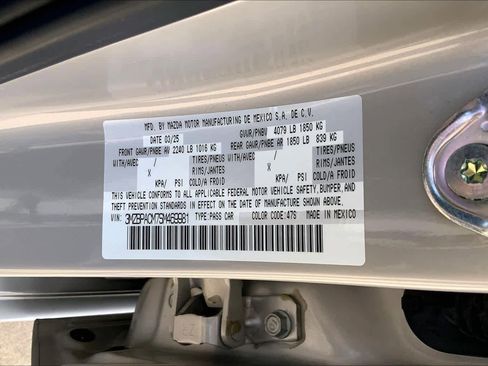 MFD. BY MAZDA MOTOR MANUFACTURING DE MEXICO S.A. DE C.V.
DATE 03/25 GVWR/PNBV 4079 LB 1850 KG
FRONT GAWR/PNBE AV 2240 LB 1016 KG REAR GAWR/PNBE AR 1850 LB 839 KG
WITH/AVEC / TIRES/PNEUS WITH/AVEC / TIRES/PNEUS
X RIMS/JANTES X RIMS/JANTES
KPA/ PSI COLD/A FROID KPA/ PSI COLD/A FROID
THIS VEHICLE CONFORMS TO ALL APPLICABLE FEDERAL MOTOR VEHICLE SAFETY,BUMPER,AND
THEFT PREVENTION STANDARDS IN EFFECT ON THE DATE OF MANUFACTURE SHOWN ABOVE.
VIN: 3MZBPACM7SM469981 TYPE:PASS CAR COLOR CODE:47S MADE IN MEXICO